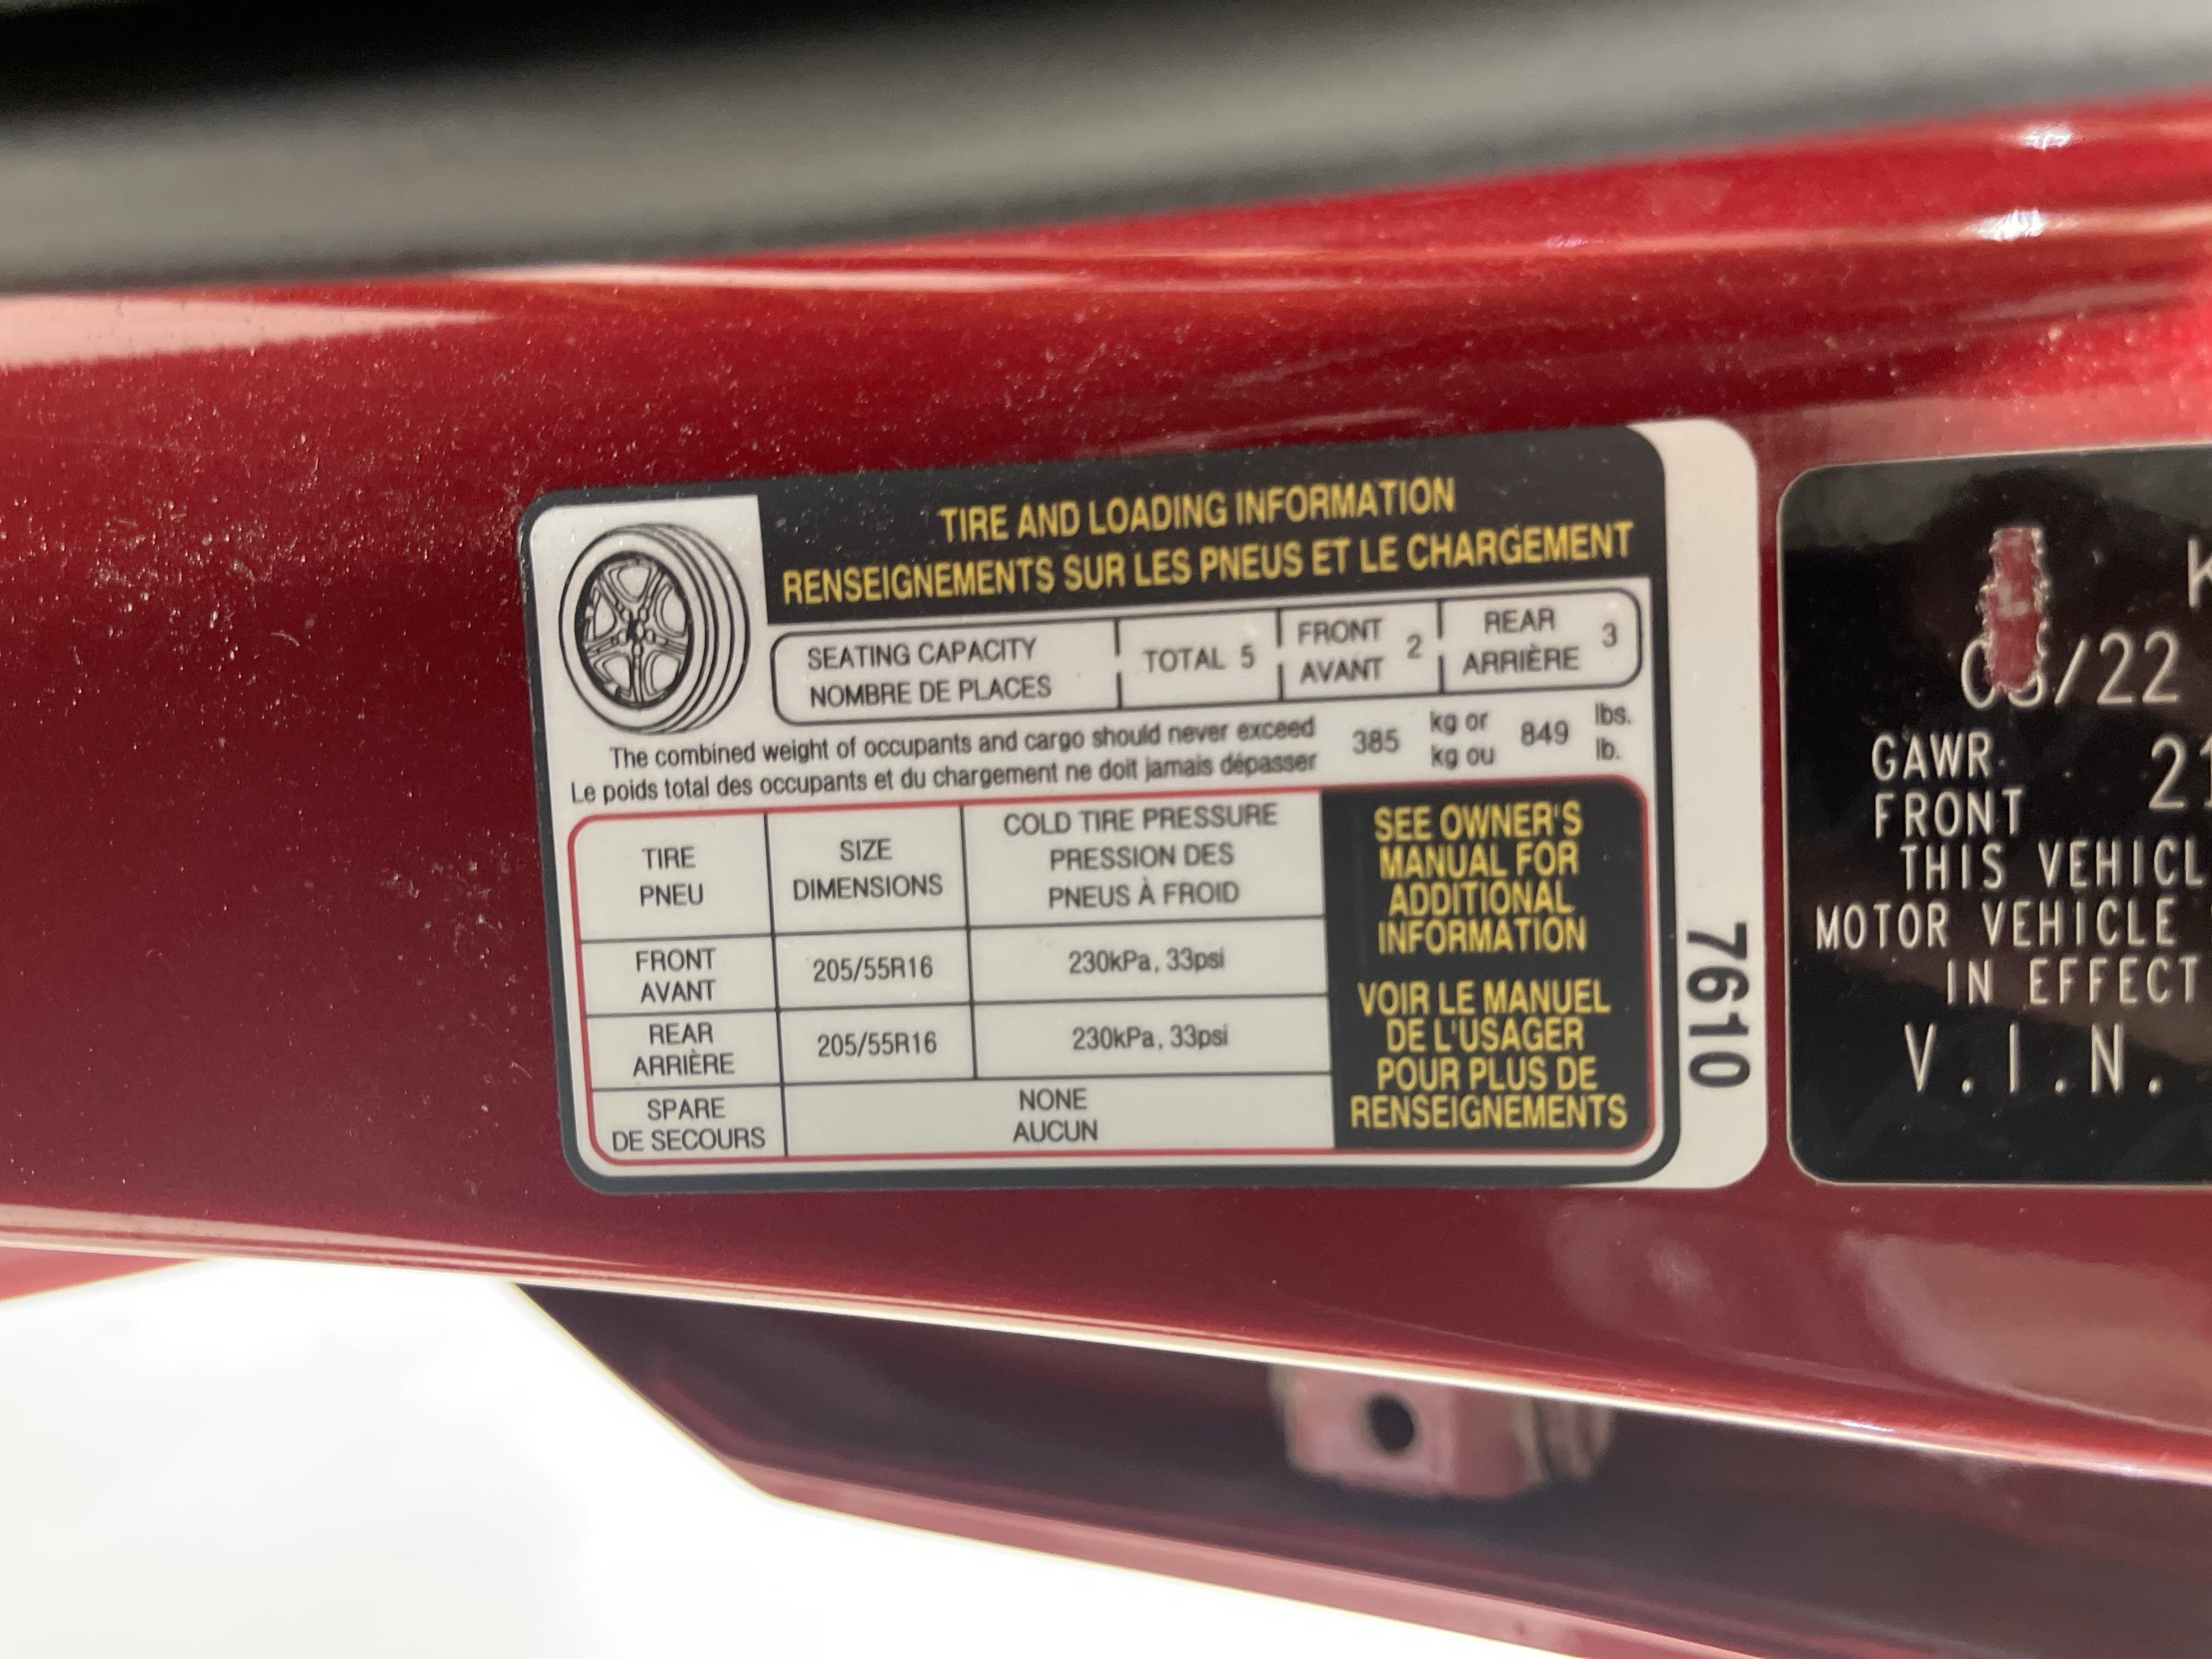 TIRE AND LOADING INFORMATION
RENSEIGNEMENTS SUR LES PNEUS ET LE CHARGEMENT
SEATING CAPACITY
NOMBRE DE PLACES
TOTAL 5
FRONT
AVANT
2
REAR
ARRIÈRE
3
The combined weight of occupants and cargo should never exceed
Le poids total des occupants et du chargement ne doit jamais dépasser
385
kg or
kg ou
849
lbs.
lb.
TIRE
PNEU
SIZE
DIMENSIONS
COLD TIRE PRESSURE
PRESSION DES
PNEUS À FROID
FRONT
AVANT
205/55R16
230kPa, 33psi
REAR
ARRIÈRE
205/55R16
230kPa, 33psi
SPARE
DE SECOURS
NONE
AUCUN
SEE OWNER'S
MANUAL FOR
ADDITIONAL
INFORMATION
VOIR LE MANUEL
DE L'USAGER
POUR PLUS DE
RENSEIGNEMENTS
7610
/22
GAWR
FRONT
THIS
MOTOR VEHICLE
IN EFFECT
V.I.N.